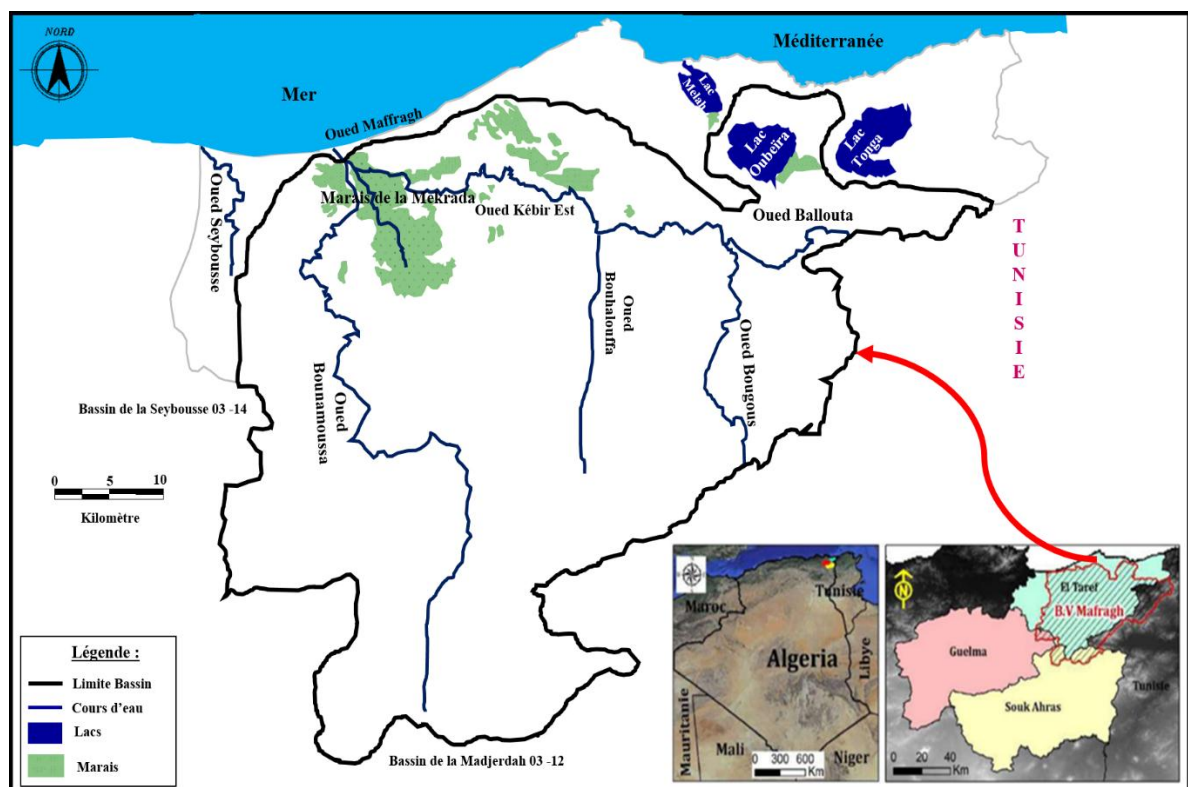 NORD
Mer
Méditerranée
Oued Maffragh
Lac
Melah
Lac
Oubeïra
Lac
Tonga
Oued Seybousse
Marais de la Mekrada
Oued Kébir Est
Oued Ballouta
TUNISIE
Oued
Bounamoussa
Oued
Bouhalouffa
Oued Bougous
Bassin de la Seybousse 03 -14
0 5 10
Kilomètre
Bassin de la Madjerdah 03 -12
Légende :
Limite Bassin
Cours d'eau
Lacs
Marais
Maroc
Tunisie
Algeria
Libye
Mauritanie
Mali
Niger
0 300 600
Km
N
El Taref
B.V Mafragh
Guelma
Souk Ahras
Tunisie
0 20 40
Km